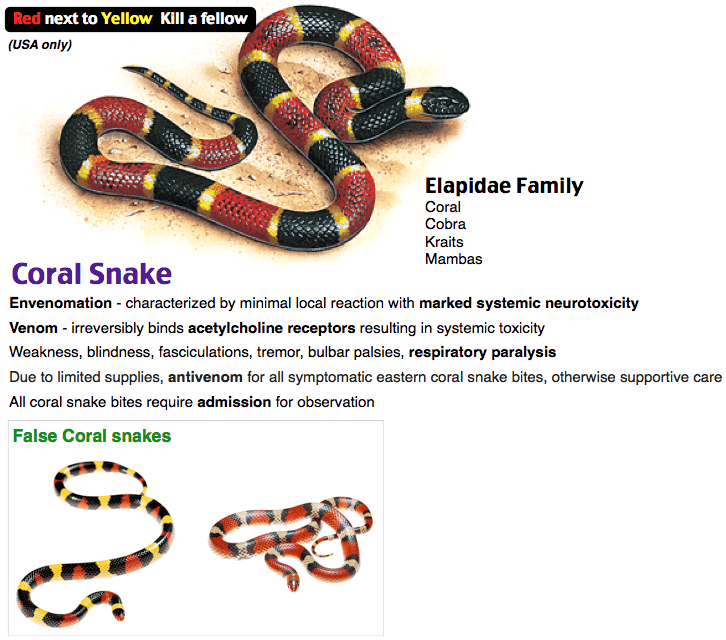 Red next to Yellow Kill a fellow
(USA only)
Elapidae Family
Coral
Cobra
Kraits
Mambas
Coral Snake
Envenomation - characterized by minimal local reaction with marked systemic neurotoxicity
Venom - irreversibly binds acetylcholine receptors resulting in systemic toxicity
Weakness, blindness, fasciculations, tremor, bulbar palsies, respiratory paralysis
Due to limited supplies, antivenom for all symptomatic eastern coral snake bites, otherwise supportive care
All coral snake bites require admission for observation
False Coral snakes